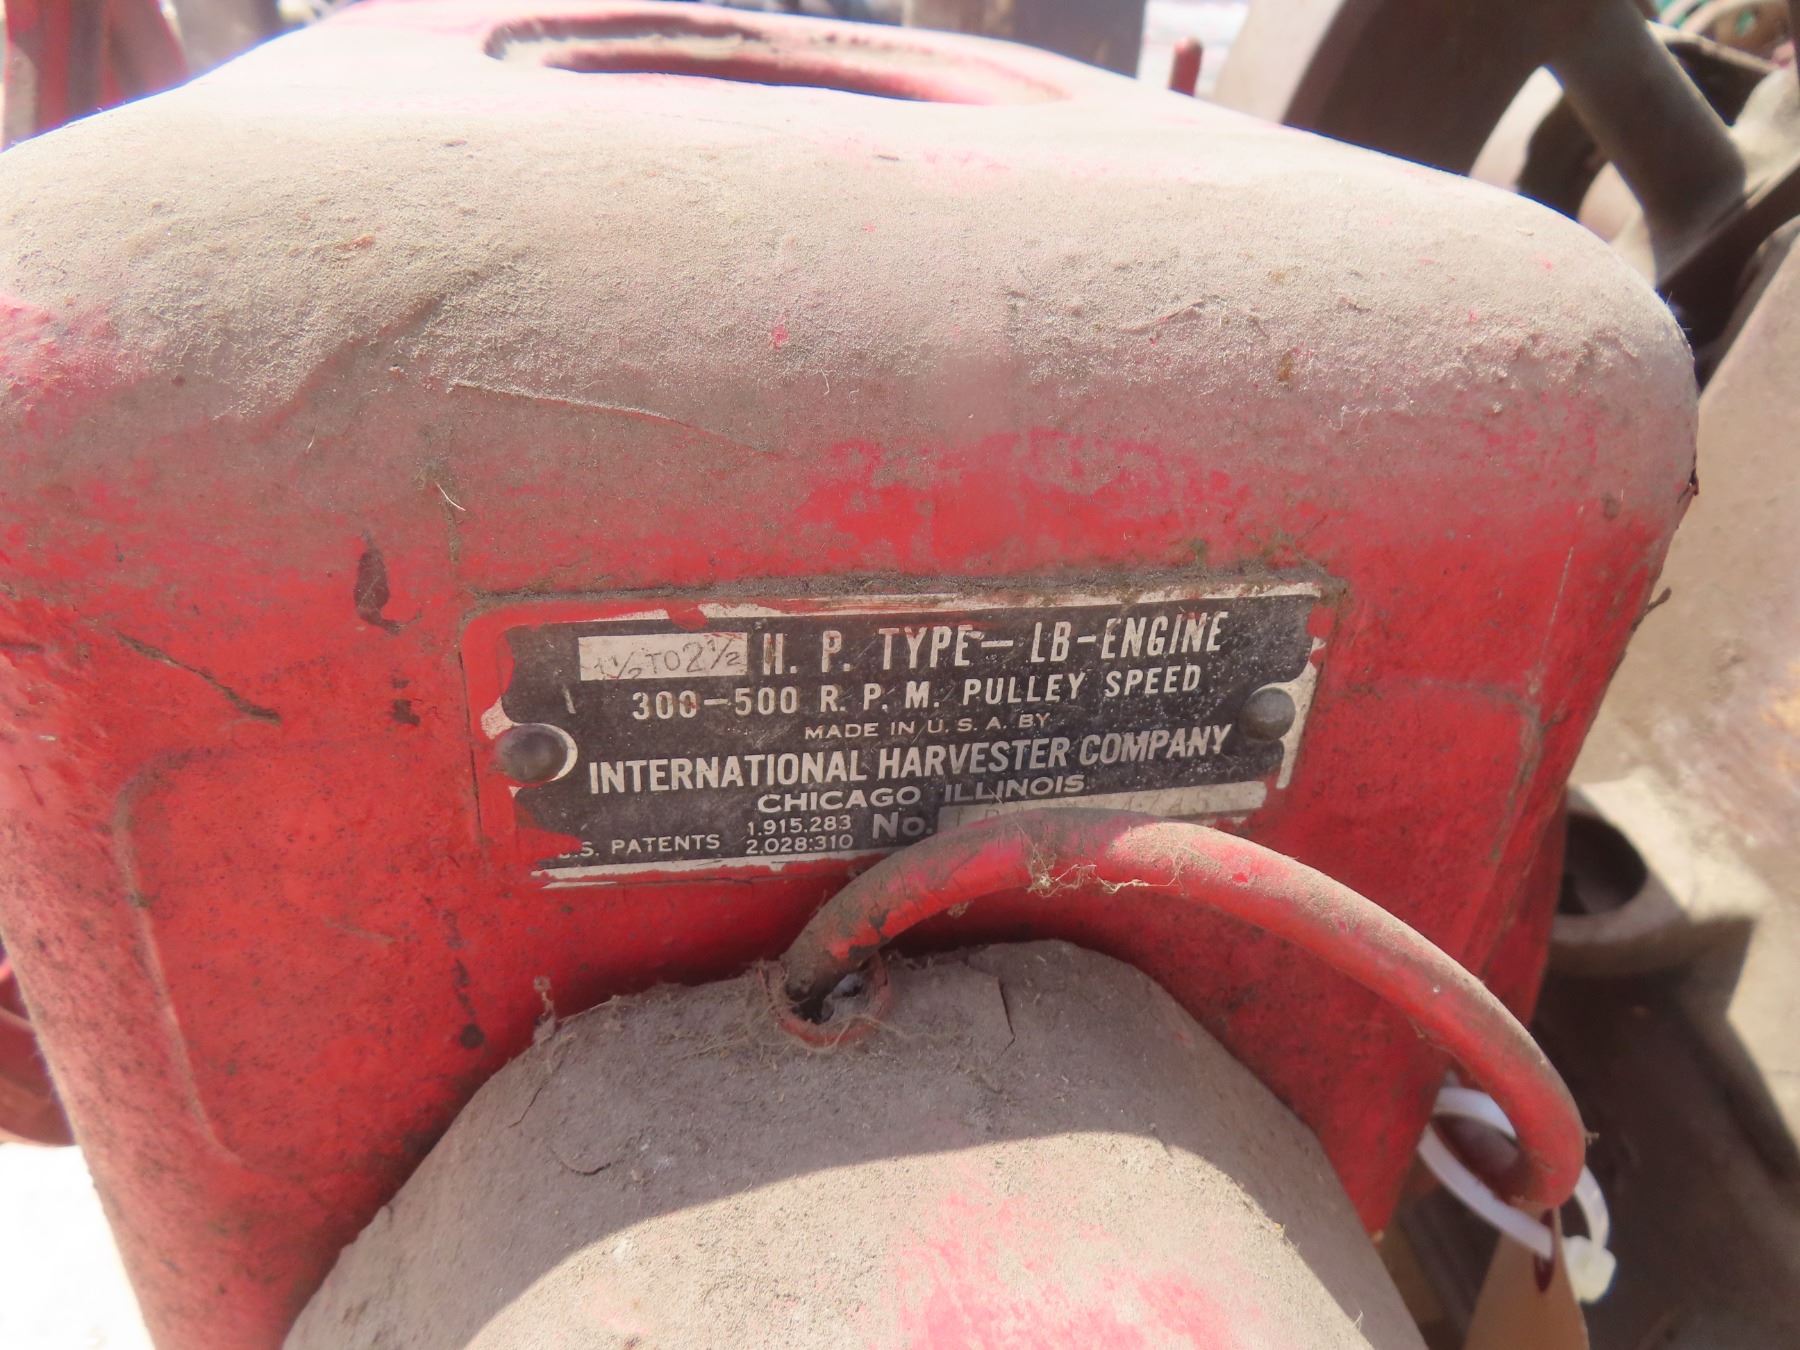 1½ TO 2½ H. P. TYPE — LB - ENGINE
300-500 R. P. M. PULLEY SPEED
MADE IN U. S. A. BY
INTERNATIONAL HARVESTER COMPANY
CHICAGO ILLINOIS
PATENTS 1.915.283
2.028:310 No.